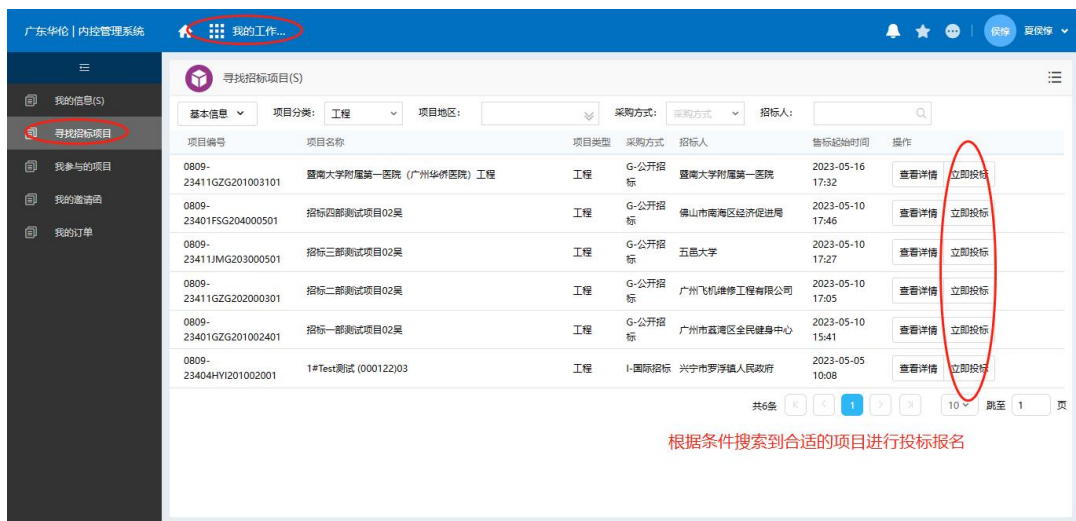 广东华伦 | 内控管理系统
我的工作...
侯惇
夏侯惇
我的信息(S)
寻找招标项目
我参与的项目
我的邀请函
我的订单
寻找招标项目(S)
基本信息
项目分类: 工程
项目地区:
采购方式: 采购方式
招标人:
项目编号 项目名称 项目类型 采购方式 招标人 售标起始时间 操作
0809-23411GZG201003101 暨南大学附属第一医院（广州华侨医院）工程 工程 G-公开招标 暨南大学附属第一医院 2023-05-16 17:32 查看详情 立即投标
0809-23401FSG204000501 招标四部测试项目02吴 工程 G-公开招标 佛山市南海区经济促进局 2023-05-10 17:46 查看详情 立即投标
0809-23411JMG203000501 招标三部测试项目02吴 工程 G-公开招标 五邑大学 2023-05-10 17:27 查看详情 立即投标
0809-23411GZG202000301 招标二部测试项目02吴 工程 G-公开招标 广州飞机维修工程有限公司 2023-05-10 17:05 查看详情 立即投标
0809-23401GZG201002401 招标一部测试项目02吴 工程 G-公开招标 广州市荔湾区全民健身中心 2023-05-10 15:41 查看详情 立即投标
0809-23404HYI201002001 1#Test测试 (000122)03 工程 I-国际招标 兴宁市罗浮镇人民政府 2023-05-05 10:08 查看详情 立即投标
共6条 1 10 跳至 1 页
根据条件搜索到合适的项目进行投标报名